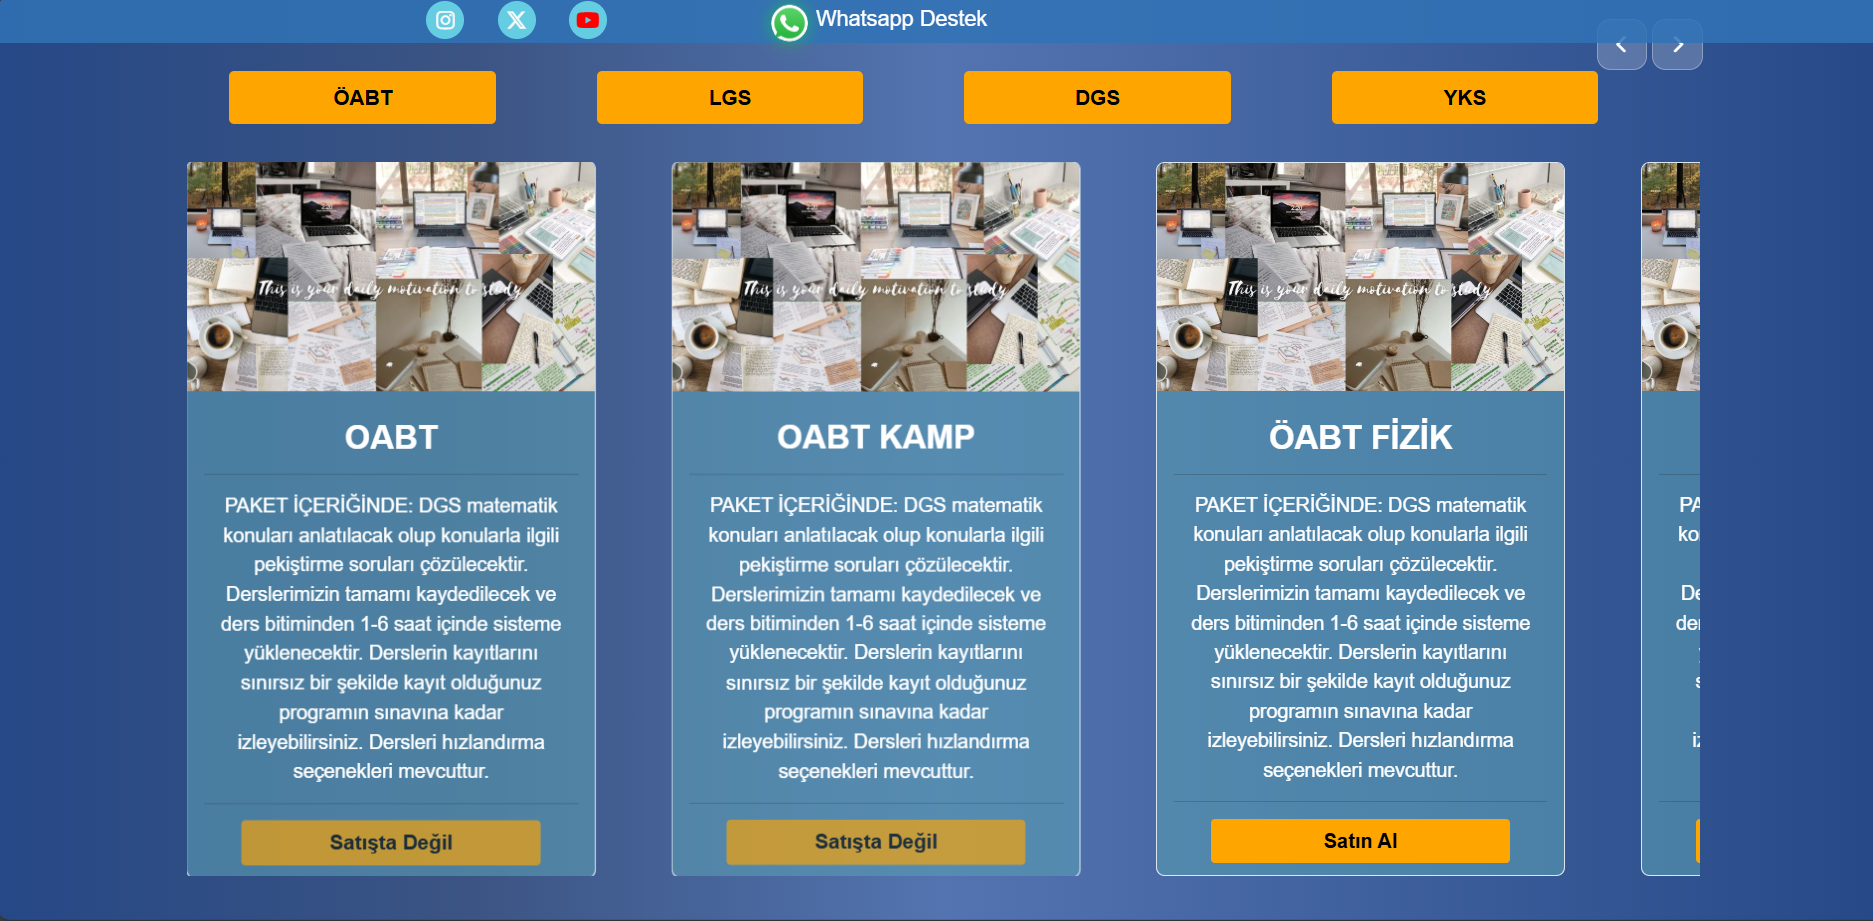 Whatsapp Destek
ÖABT
LGS
DGS
YKS
This is your daily motivation to study
This is your daily motivation to study
This is your daily motivation to study
OABT
PAKET İÇERİĞİNDE: DGS matematik
konuları anlatılacak olup konularla ilgili
pekiştirme soruları çözülecektir.
Derslerimizin tamamı kaydedilecek ve
ders bitiminden 1-6 saat içinde sisteme
yüklenecektir. Derslerin kayıtlarını
sınırsız bir şekilde kayıt olduğunuz
programın sınavına kadar
izleyebilirsiniz. Dersleri hızlandırma
seçenekleri mevcuttur.
Satışta Değil
OABT KAMP
PAKET İÇERİĞİNDE: DGS matematik
konuları anlatılacak olup konularla ilgili
pekiştirme soruları çözülecektir.
Derslerimizin tamamı kaydedilecek ve
ders bitiminden 1-6 saat içinde sisteme
yüklenecektir. Derslerin kayıtlarını
sınırsız bir şekilde kayıt olduğunuz
programın sınavına kadar
izleyebilirsiniz. Dersleri hızlandırma
seçenekleri mevcuttur.
Satışta Değil
ÖABT FİZİK
PAKET İÇERİĞİNDE: DGS matematik
konuları anlatılacak olup konularla ilgili
pekiştirme soruları çözülecektir.
Derslerimizin tamamı kaydedilecek ve
ders bitiminden 1-6 saat içinde sisteme
yüklenecektir. Derslerin kayıtlarını
sınırsız bir şekilde kayıt olduğunuz
programın sınavına kadar
izleyebilirsiniz. Dersleri hızlandırma
seçenekleri mevcuttur.
Satın Al